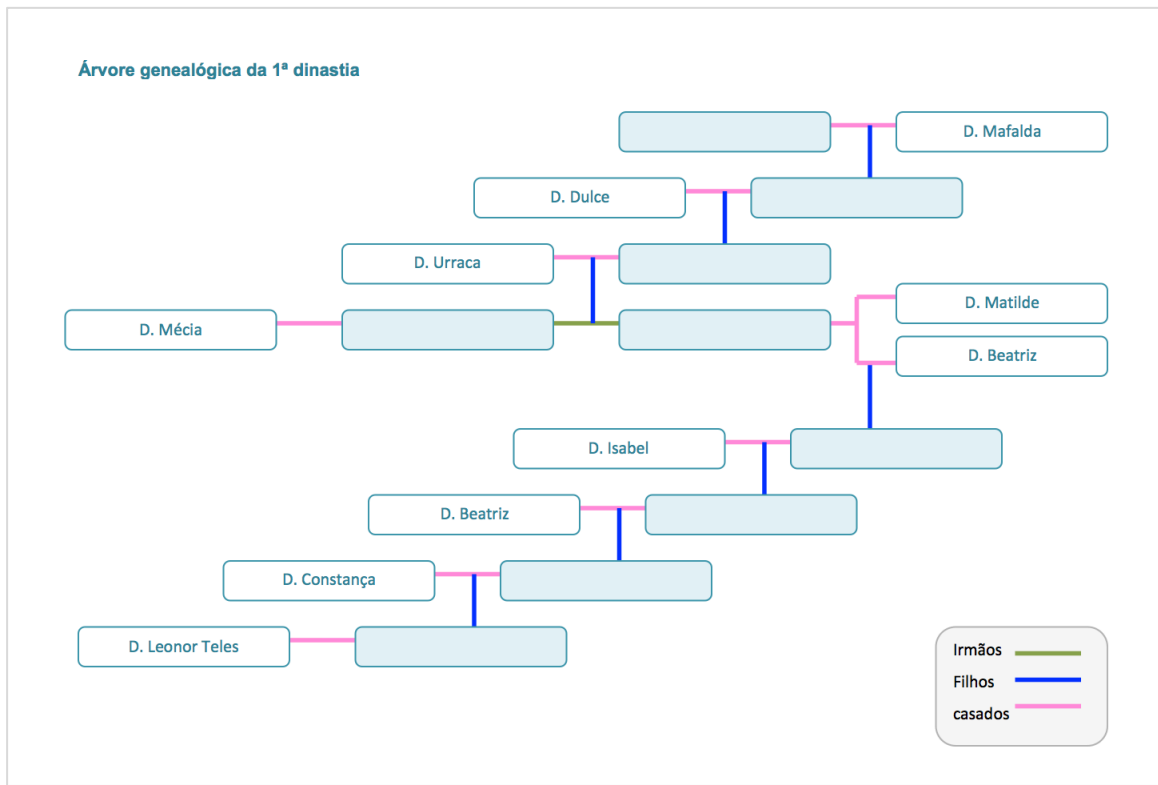 Árvore genealógica da 1ª dinastia
D. Mafalda
D. Dulce
D. Urraca
D. Matilde
D. Mécia
D. Beatriz
D. Isabel
D. Beatriz
D. Constança
D. Leonor Teles
Irmãos
Filhos
casados